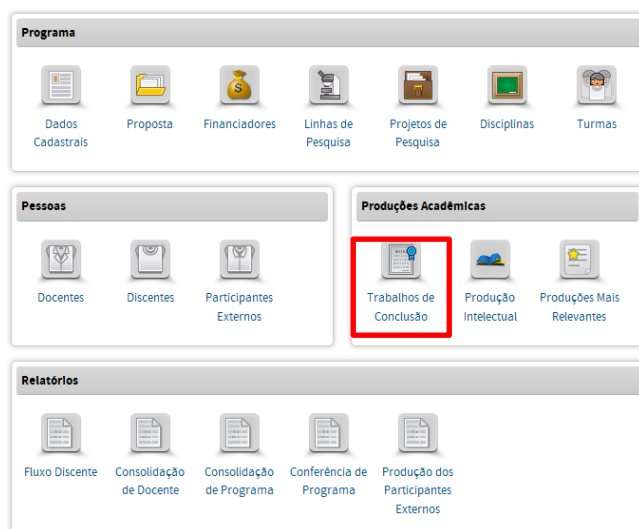 Programa
Dados Cadastrais
Proposta
Financiadores
Linhas de Pesquisa
Projetos de Pesquisa
Disciplinas
Turmas
Pessoas
Docentes
Discentes
Participantes Externos
Produções Acadêmicas
Trabalhos de Conclusão
Produção Intelectual
Produções Mais Relevantes
Relatórios
Fluxo Discente
Consolidação de Docente
Consolidação de Programa
Conferência de Programa
Produção dos Participantes Externos